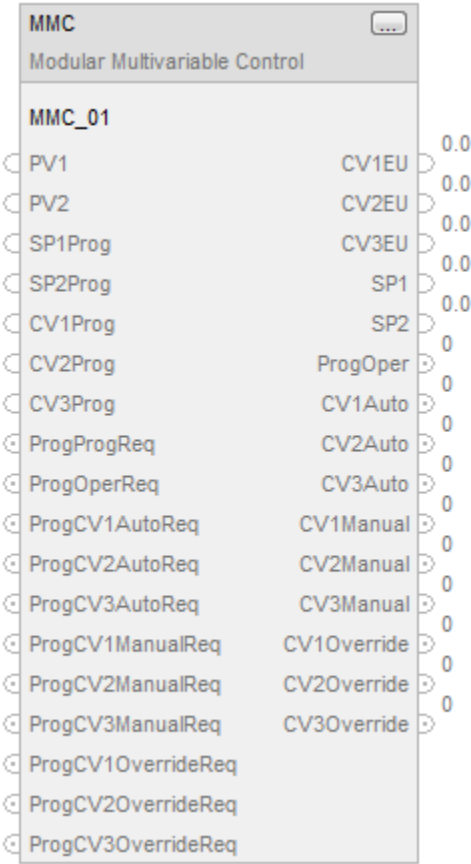 MMC
...
Modular Multivariable Control
MMC_01
0.0
PV1 CV1EU
0.0
PV2 CV2EU
0.0
SP1Prog CV3EU
0.0
SP2Prog SP1
0.0
CV1Prog SP2
0
CV2Prog ProgOper
0
CV3Prog CV1Auto
0
ProgProgReq CV2Auto
0
ProgOperReq CV3Auto
0
ProgCV1AutoReq CV1Manual
0
ProgCV2AutoReq CV2Manual
0
ProgCV3AutoReq CV3Manual
0
ProgCV1ManualReq CV1Override
0
ProgCV2ManualReq CV2Override
0
ProgCV3ManualReq CV3Override
ProgCV1OverrideReq
ProgCV2OverrideReq
ProgCV3OverrideReq